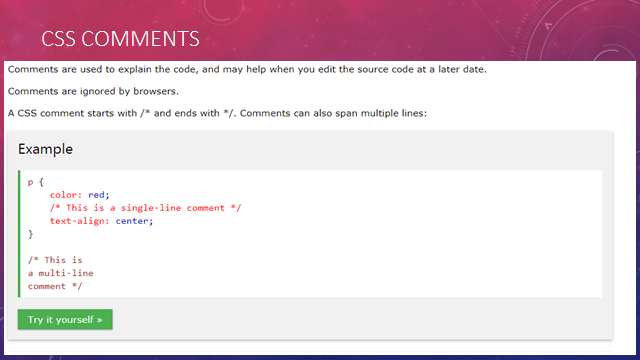 CSS COMMENTS
Comments are used to explain the code, and may help when you edit the source code at a later date.
Comments are ignored by browsers.
A CSS comment starts with /* and ends with */. Comments can also span multiple lines:
Example
p {
    color: red;
    /* This is a single-line comment */
    text-align: center;
}
/* This is
a multi-line
comment */
Try it yourself »